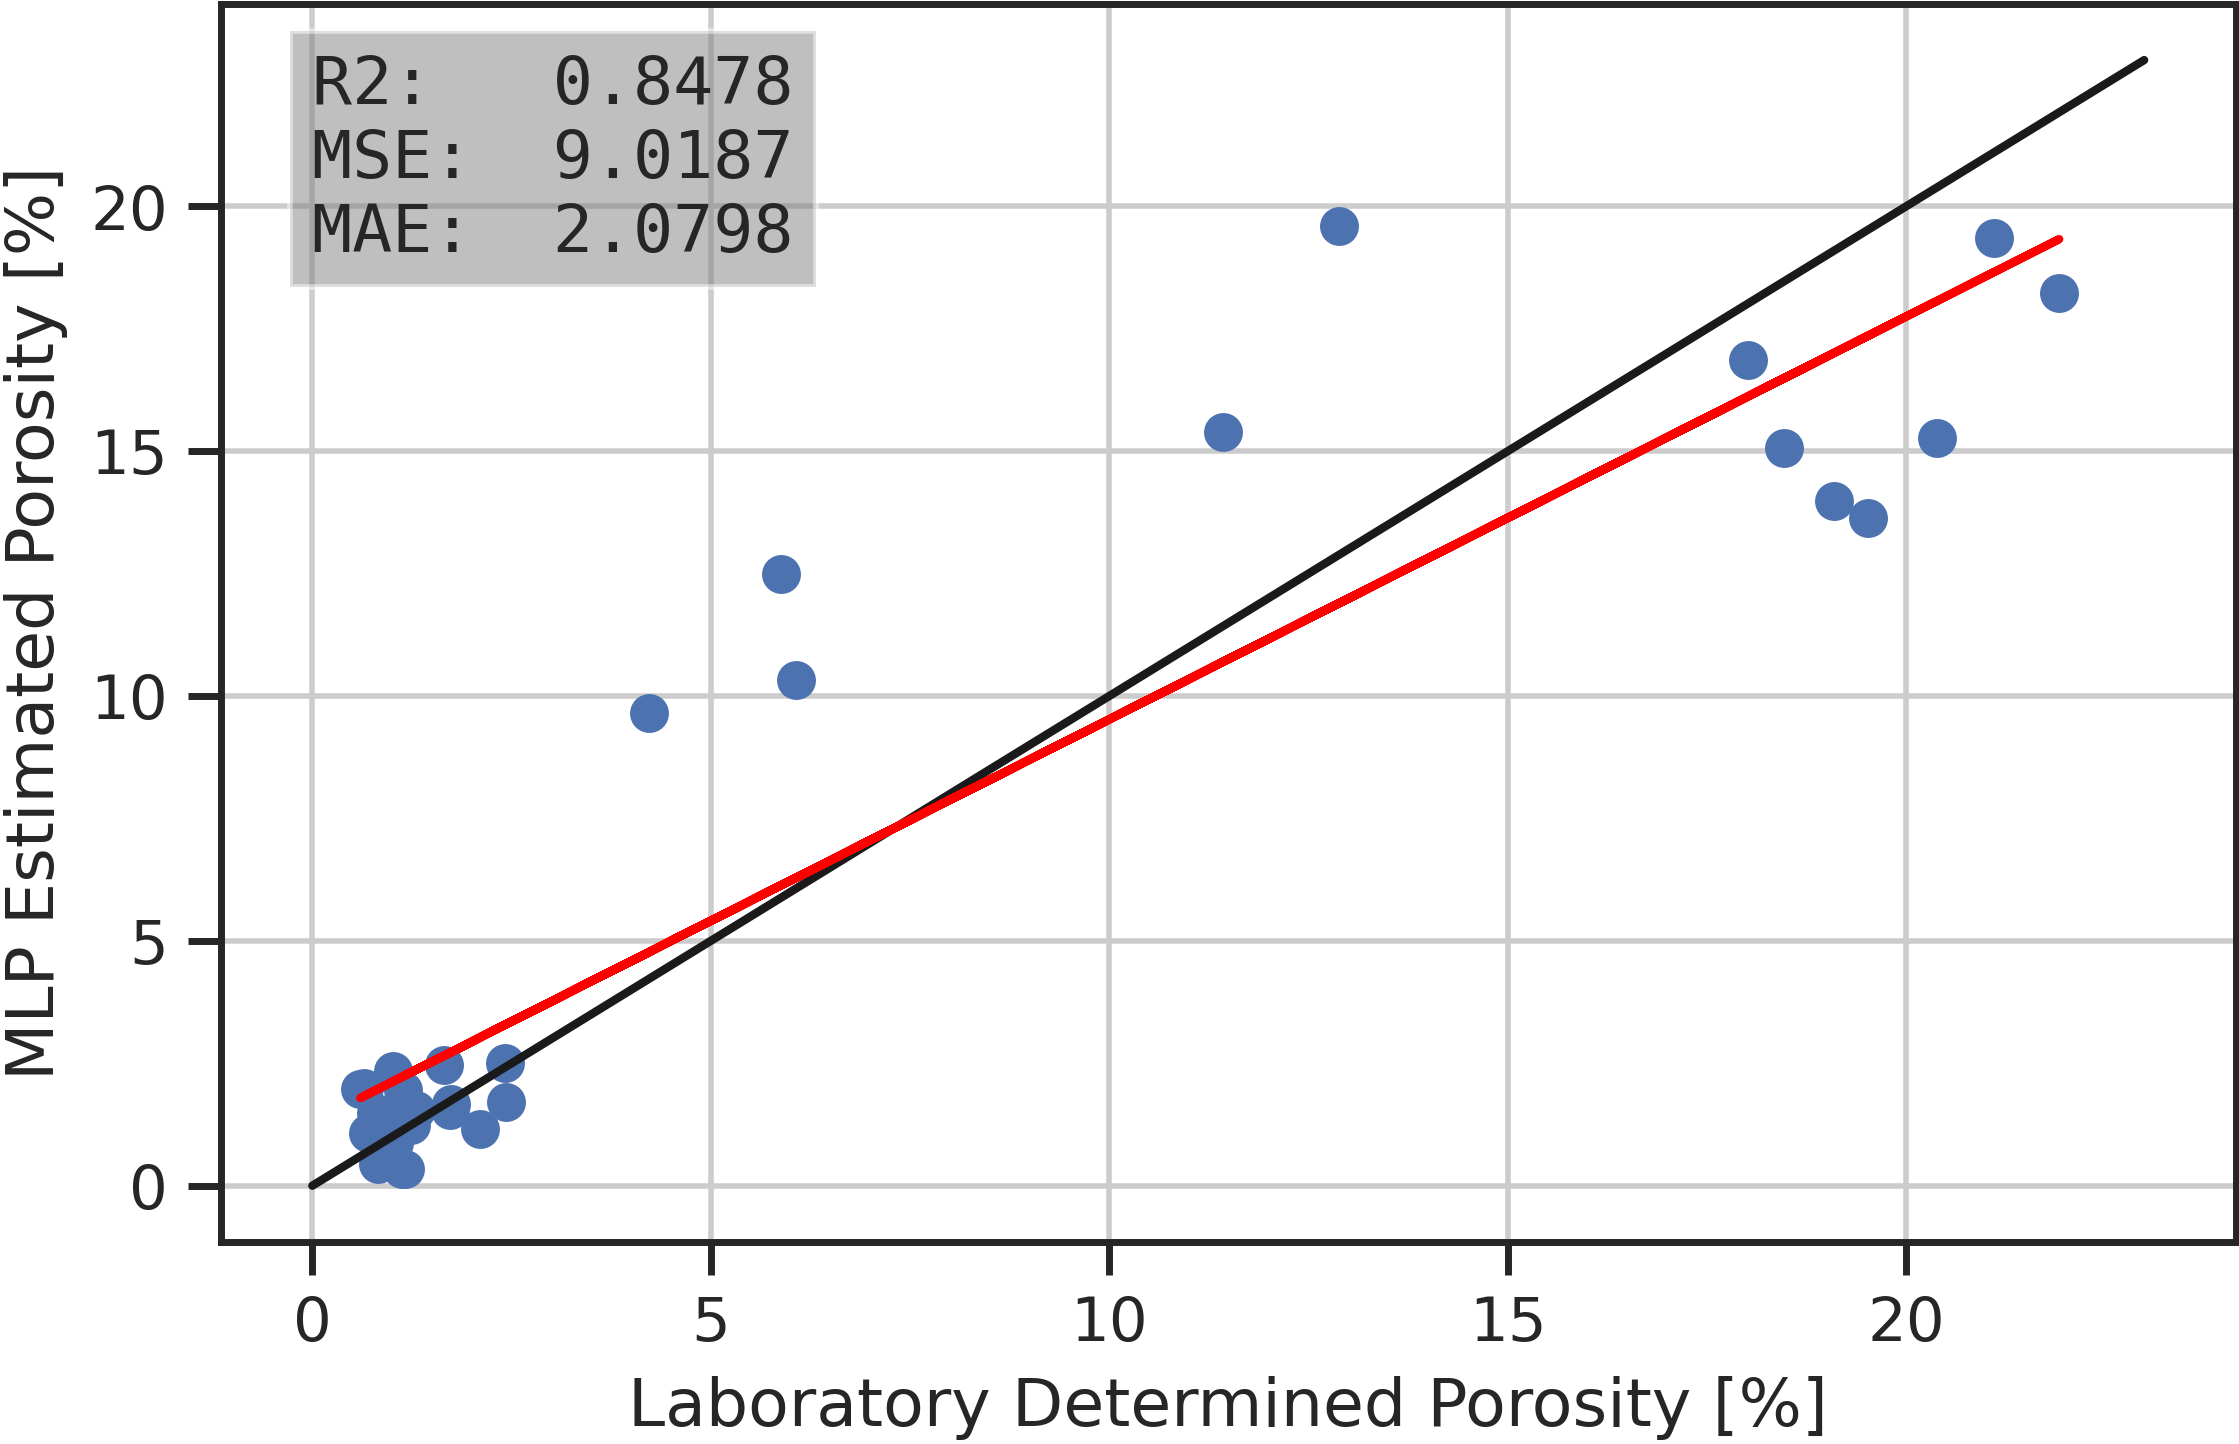 R2: 0.8478
MSE: 9.0187
MAE: 2.0798
MLP Estimated Porosity [%]
20
15
10
5
0
0 5 10 15 20
Laboratory Determined Porosity [%]